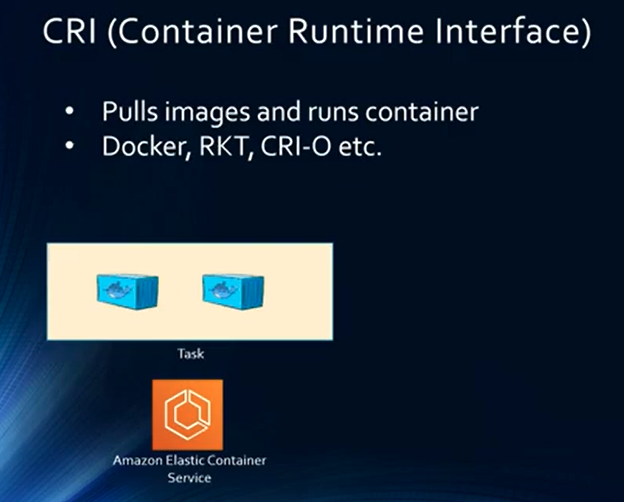 CRI (Container Runtime Interface)
• Pulls images and runs container
• Docker, RKT, CRI-O etc.
Task
Amazon Elastic Container
Service